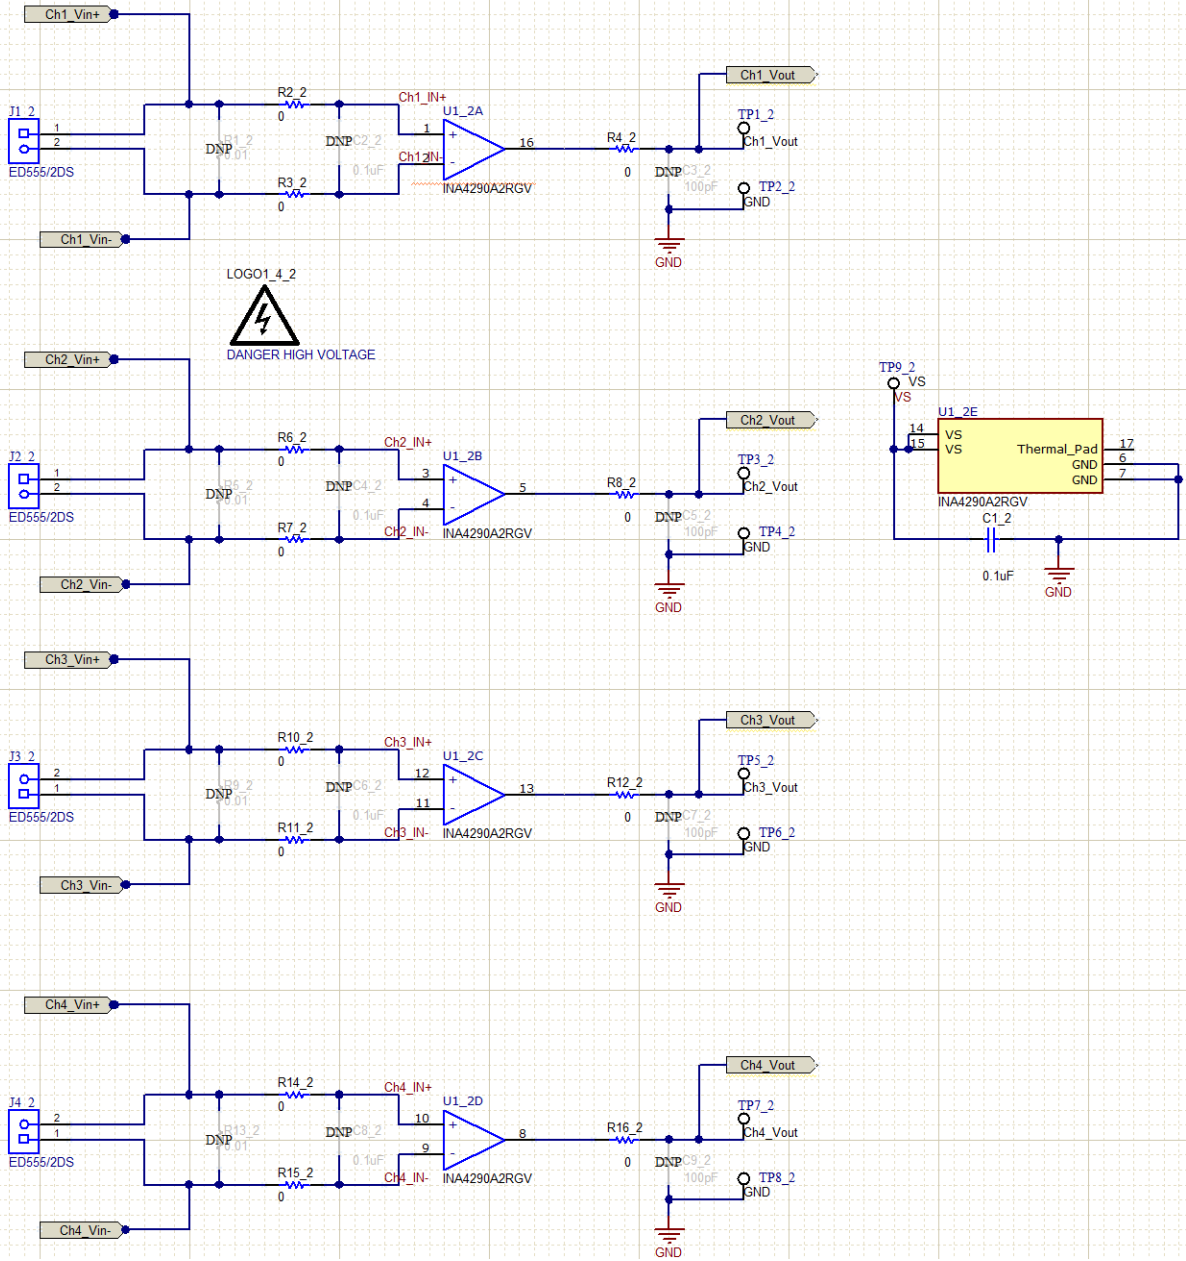 Ch1_Vin+
Ch1_Vout
R2_2
0
Ch1_IN+
J1_2
1
2
ED555/2DS
DNP
R1_2
0.01
DNP
C2_2
0.1uF
U1_2A
1
+
Ch1_IN-
2
-
16
INA4290A2RGV
R4_2
0
TP1_2
Ch1_Vout
DNP
C3_2
100pF
TP2_2
GND
R3_2
0
Ch1_Vin-
GND
LOGO1_4_2
DANGER HIGH VOLTAGE
Ch2_Vin+
TP9_2
VS
VS
Ch2_Vout
U1_2E
14
VS
15
VS
Thermal_Pad
17
GND
6
GND
7
INA4290A2RGV
C1_2
0.1uF
GND
R6_2
0
Ch2_IN+
J2_2
1
2
ED555/2DS
DNP
R5_2
0.01
DNP
C4_2
0.1uF
U1_2B
3
+
4
-
5
INA4290A2RGV
R8_2
0
TP3_2
Ch2_Vout
DNP
C5_2
100pF
TP4_2
GND
R7_2
0
Ch2_IN-
Ch2_Vin-
GND
Ch3_Vin+
Ch3_Vout
R10_2
0
Ch3_IN+
J3_2
2
1
ED555/2DS
DNP
R9_2
0.01
DNP
C6_2
0.1uF
U1_2C
12
+
11
-
13
INA4290A2RGV
R12_2
0
TP5_2
Ch3_Vout
DNP
C7_2
100pF
TP6_2
GND
R11_2
0
Ch3_IN-
Ch3_Vin-
GND
Ch4_Vin+
Ch4_Vout
R14_2
0
Ch4_IN+
J4_2
2
1
ED555/2DS
DNP
R13_2
0.01
DNP
C8_2
0.1uF
U1_2D
10
+
9
-
8
INA4290A2RGV
R16_2
0
TP7_2
Ch4_Vout
DNP
C9_2
100pF
TP8_2
GND
R15_2
0
Ch4_IN-
Ch4_Vin-
GND